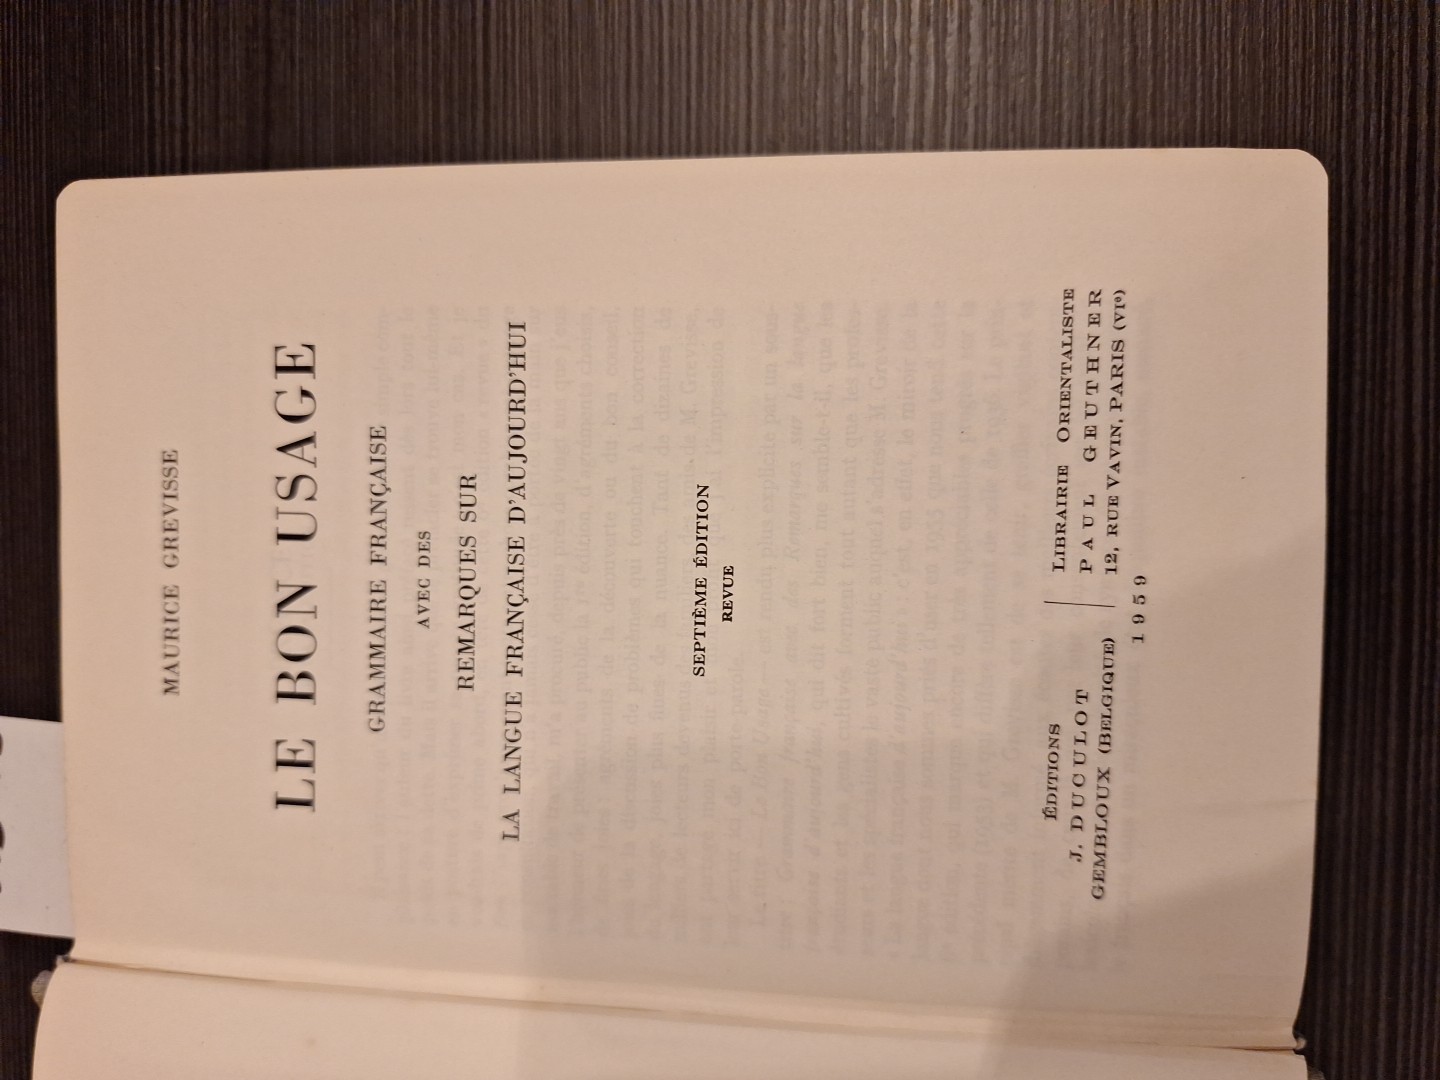 MAURICE GREVISSE
LE BON USAGE
GRAMMAIRE FRANÇAISE
AVEC DES
REMARQUES SUR
LA LANGUE FRANÇAISE D'AUJOURD'HUI
SEPTIÈME ÉDITION
REVUE
ÉDITIONS
J. DUCULOT
GEMBLOUX (BELGIQUE)
LIBRAIRIE ORIENTALISTE
PAUL GEUTHNER
12, RUE VAVIN, PARIS (VIe)
1959